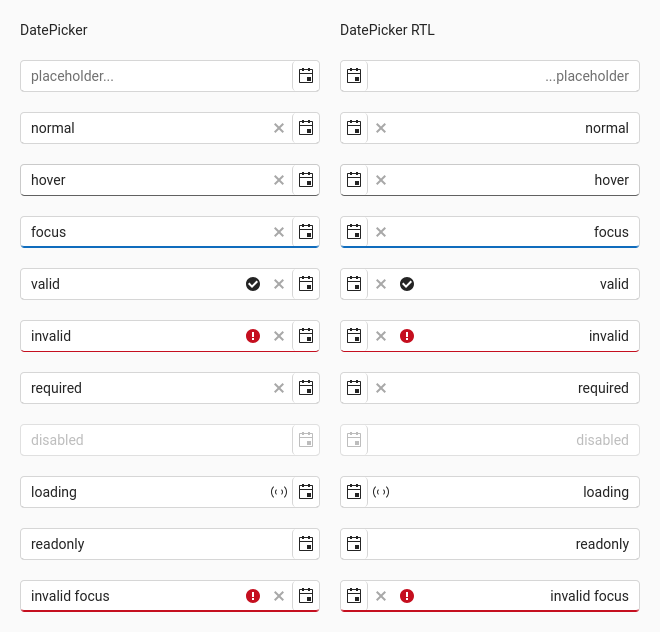 DatePicker DatePicker RTL
placeholder... ...placeholder
normal normal
hover hover
focus focus
valid valid
invalid invalid
required required
disabled disabled
loading loading
readonly readonly
invalid focus invalid focus